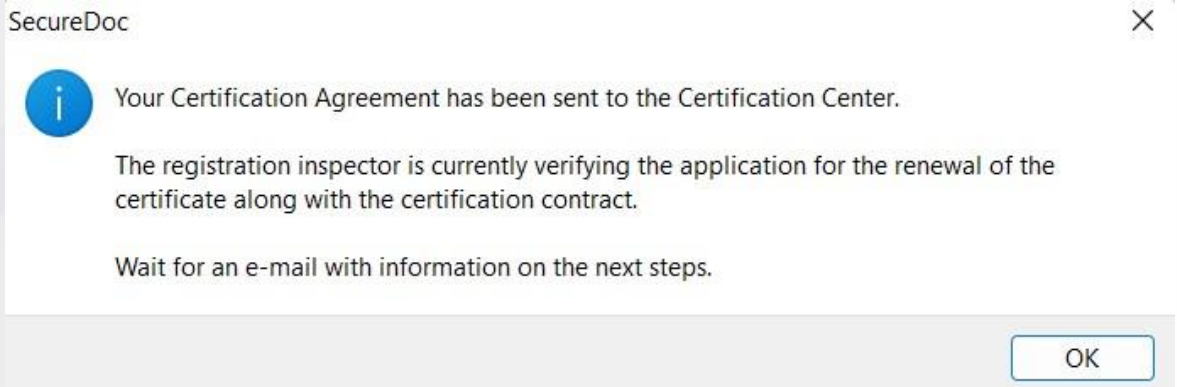 SecureDoc
Your Certification Agreement has been sent to the Certification Center.
The registration inspector is currently verifying the application for the renewal of the
certificate along with the certification contract.
Wait for an e-mail with information on the next steps.
OK